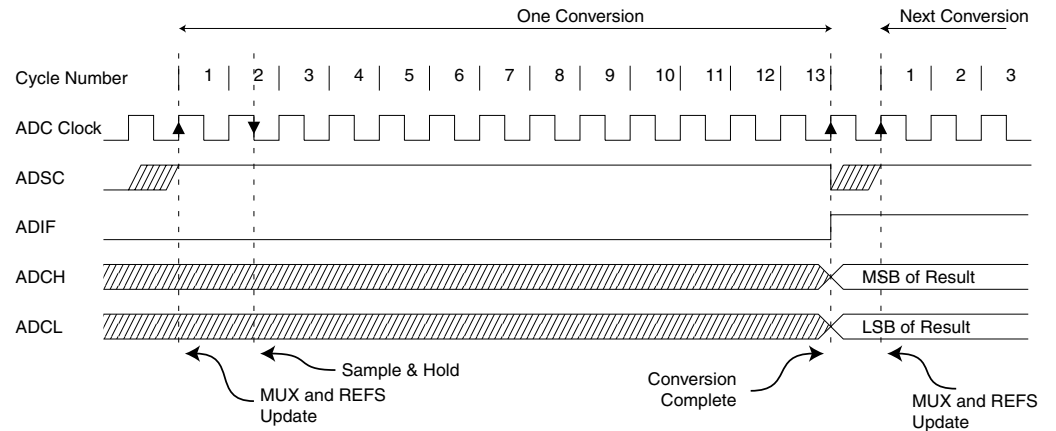 One Conversion
Next Conversion
Cycle Number 1 2 3 4 5 6 7 8 9 10 11 12 13 1 2 3
ADC Clock
ADSC
ADIF
ADCH
MSB of Result
ADCL
LSB of Result
Sample & Hold
MUX and REFS
Update
Conversion
Complete
MUX and REFS
Update